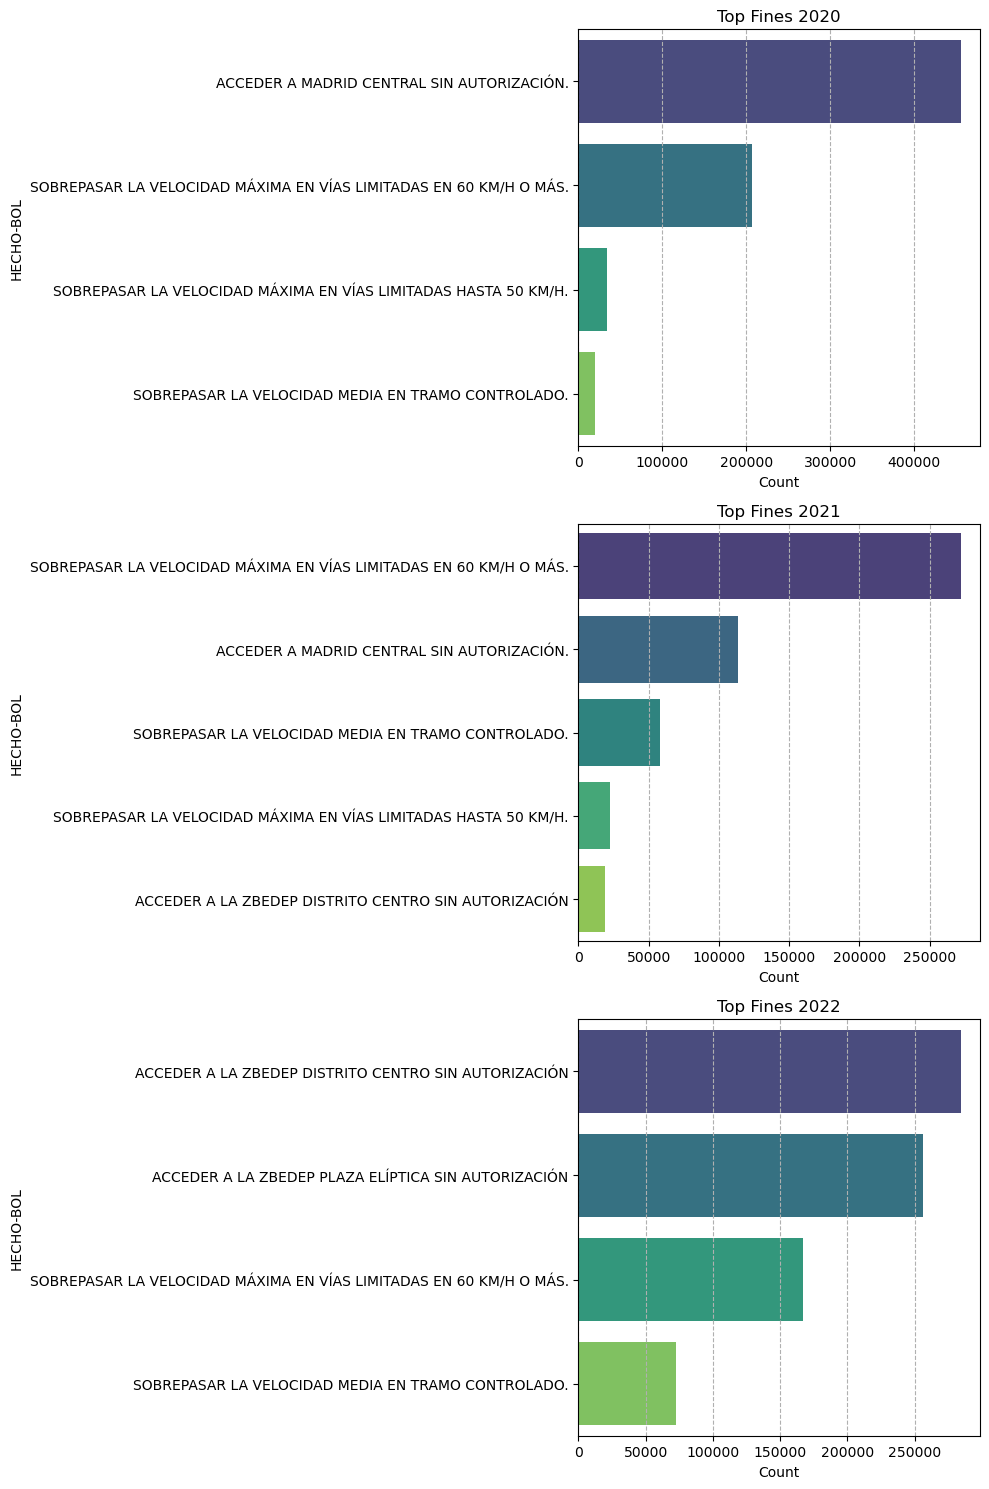 Top Fines 2020
HECHO-BOL
ACCEDER A MADRID CENTRAL SIN AUTORIZACIÓN.
SOBREPASAR LA VELOCIDAD MÁXIMA EN VÍAS LIMITADAS EN 60 KM/H O MÁS.
SOBREPASAR LA VELOCIDAD MÁXIMA EN VÍAS LIMITADAS HASTA 50 KM/H.
SOBREPASAR LA VELOCIDAD MEDIA EN TRAMO CONTROLADO.
0 100000 200000 300000 400000
Count
Top Fines 2021
HECHO-BOL
SOBREPASAR LA VELOCIDAD MÁXIMA EN VÍAS LIMITADAS EN 60 KM/H O MÁS.
ACCEDER A MADRID CENTRAL SIN AUTORIZACIÓN.
SOBREPASAR LA VELOCIDAD MEDIA EN TRAMO CONTROLADO.
SOBREPASAR LA VELOCIDAD MÁXIMA EN VÍAS LIMITADAS HASTA 50 KM/H.
ACCEDER A LA ZBEDEP DISTRITO CENTRO SIN AUTORIZACIÓN
0 50000 100000 150000 200000 250000
Count
Top Fines 2022
HECHO-BOL
ACCEDER A LA ZBEDEP DISTRITO CENTRO SIN AUTORIZACIÓN
ACCEDER A LA ZBEDEP PLAZA ELÍPTICA SIN AUTORIZACIÓN
SOBREPASAR LA VELOCIDAD MÁXIMA EN VÍAS LIMITADAS EN 60 KM/H O MÁS.
SOBREPASAR LA VELOCIDAD MEDIA EN TRAMO CONTROLADO.
0 50000 100000 150000 200000 250000
Count